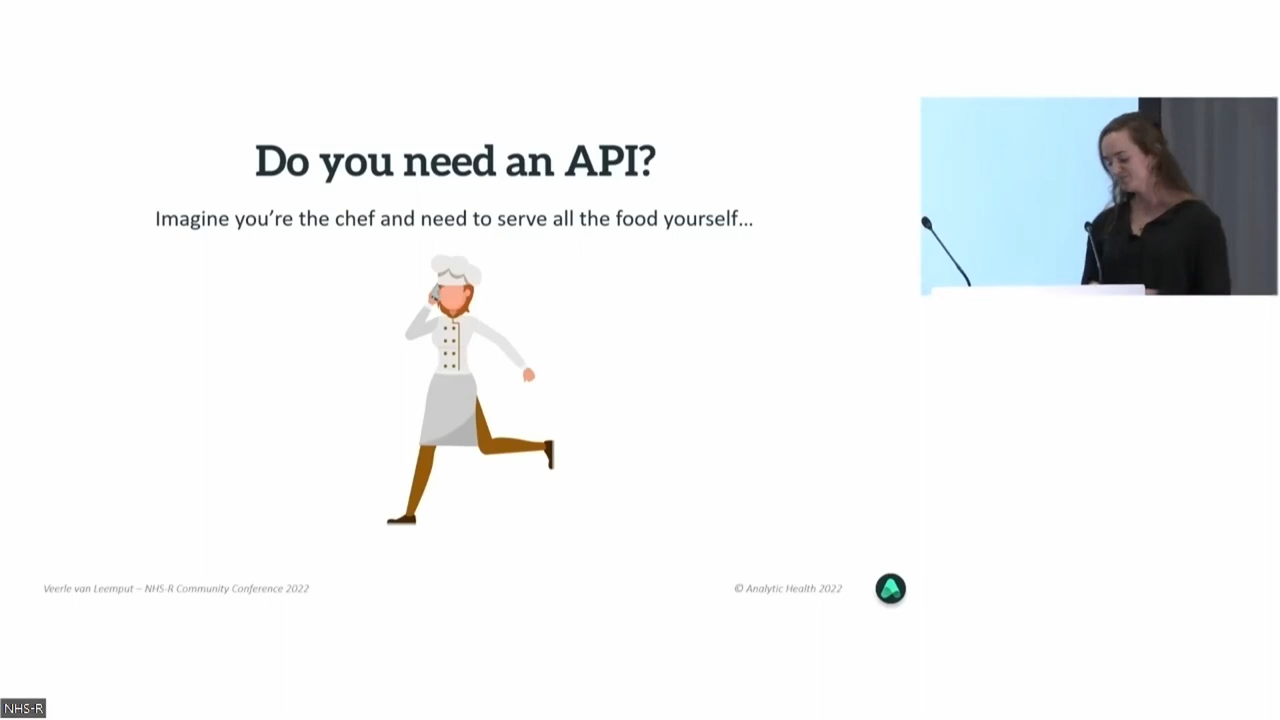 Do you need an API?
Imagine you're the chef and need to serve all the food yourself...
Veerle van Leemput – NHS-R Community Conference 2022
© Analytic Health 2022
NHS-R